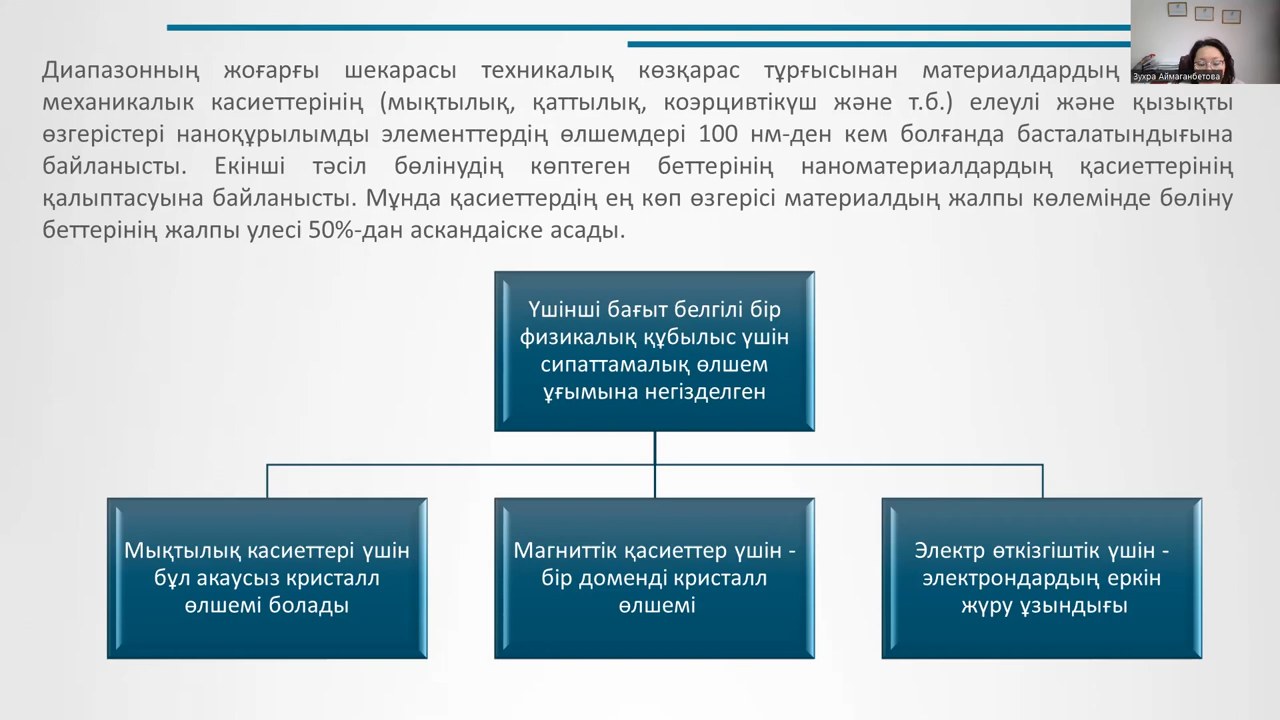 Диапазонның жоғарғы шекарасы техникалық көзқарас тұрғысынан материалдардың
механикалык касиеттерінің (мықтылық, қаттылық, коэрцивтікүш және т.б.) елеулі және қызықты
өзгерістері наноқұрылымды элементтердің өлшемдері 100 нм-ден кем болғанда басталатындығына
байланысты. Екінші тәсіл бөлінудің көптеген беттерінің наноматериалдардың қасиеттерінің
қалыптасуына байланысты. Мұнда қасиеттердің ең көп өзгерісі материалдың жалпы көлемінде бөліну
беттерінің жалпы улесі 50%-дан аскандаіске асады.
Зухра Аймаганбетова
Үшінші бағыт белгілі бір
физикалық құбылыс үшін
сипаттамалық өлшем
ұғымына негізделген
Мықтылық касиеттері үшін
бұл акаусыз кристалл
өлшемі болады
Магниттік қасиеттер үшін -
бір доменді кристалл
өлшемі
Электр өткізгіштік үшін -
электрондардың еркін
жүру ұзындығы